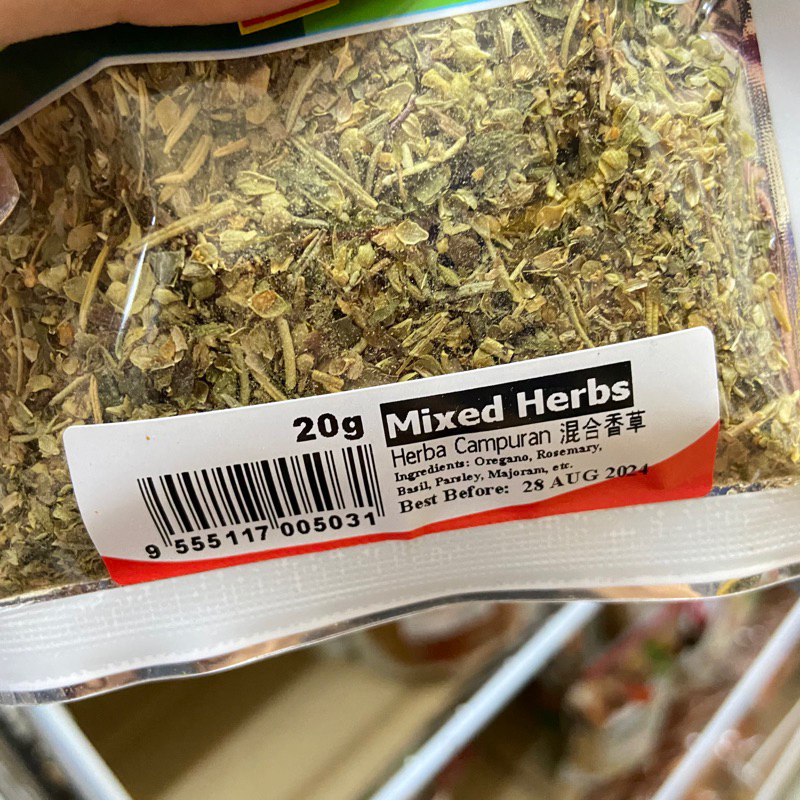 20g
Mixed Herbs
Herba Campuran 混合香草
Ingredients: Oregano, Rosemary,
Basil, Parsley, Majoram, etc.
Best Before: 28 AUG 2024
9 555117 005031